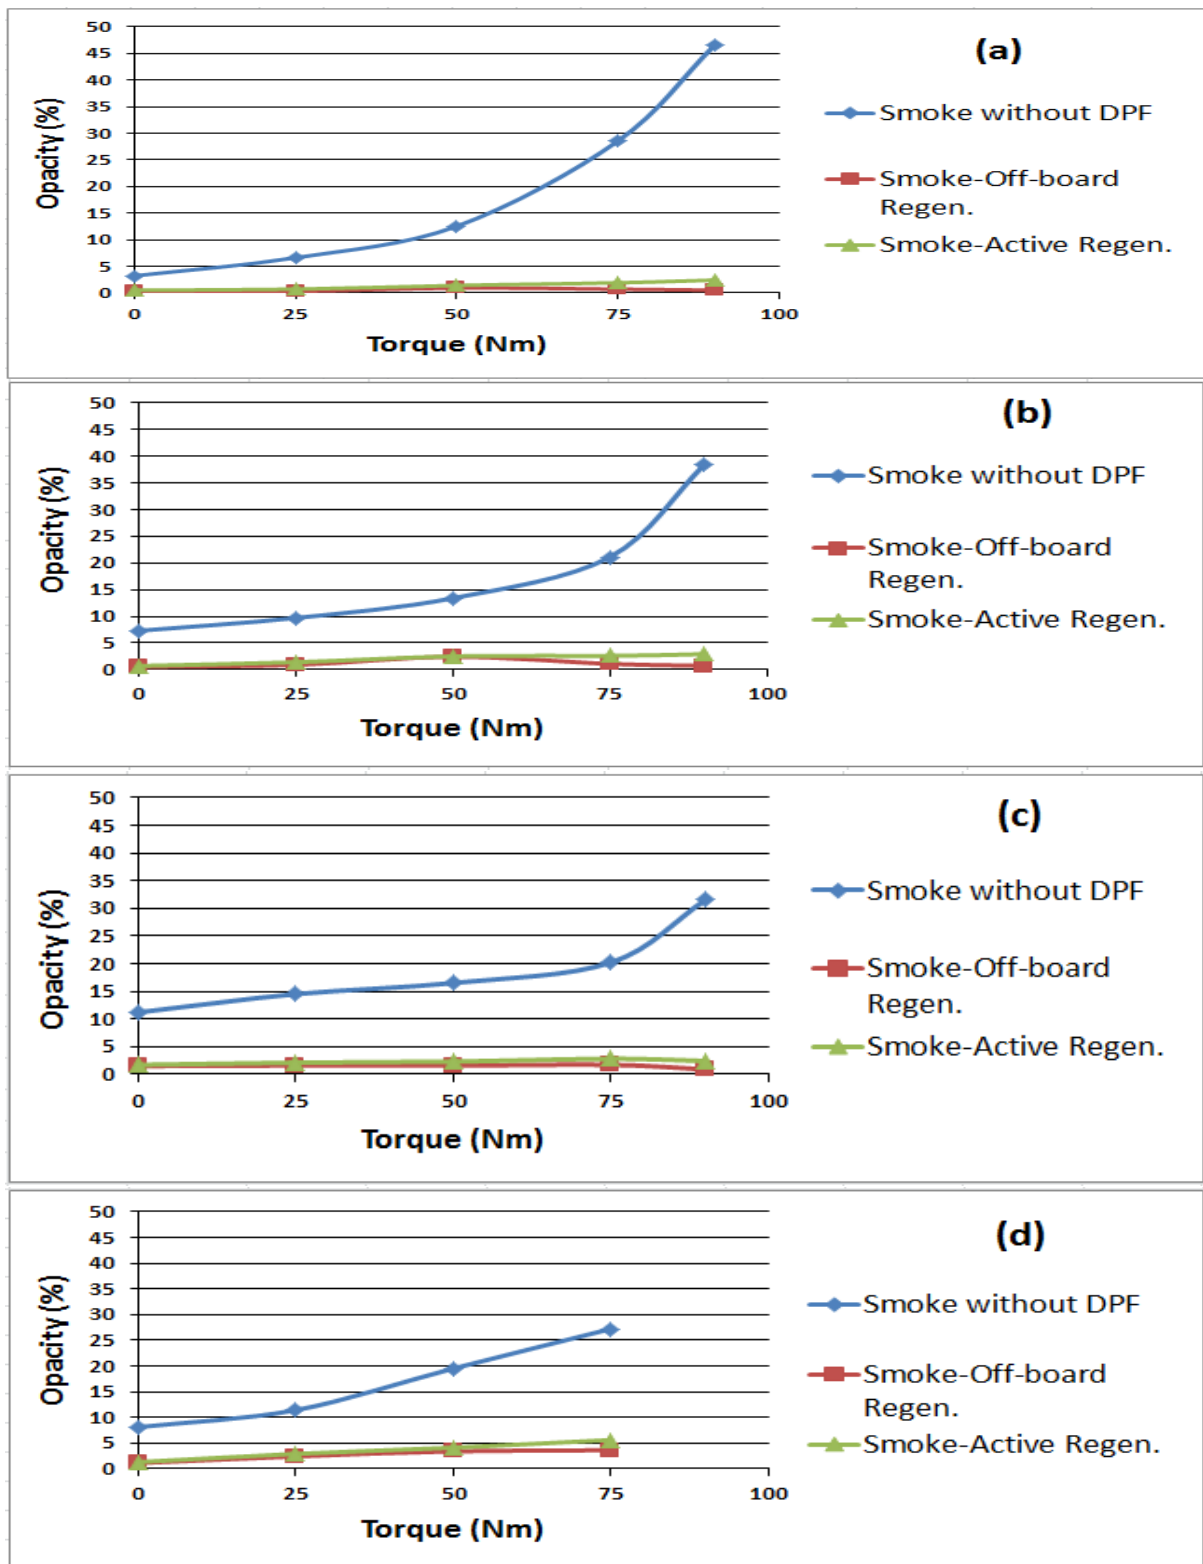 50
45
40
35
30
25
20
15
10
5
0
Opacity (%)
0 25 50 75 100
Torque (Nm)
(a)
Smoke without DPF
Smoke-Off-board
Regen.
Smoke-Active Regen.
50
45
40
35
30
25
20
15
10
5
0
Opacity (%)
0 25 50 75 100
Torque (Nm)
(b)
Smoke without DPF
Smoke-Off-board
Regen.
Smoke-Active Regen.
50
45
40
35
30
25
20
15
10
5
0
Opacity (%)
0 25 50 75 100
Torque (Nm)
(c)
Smoke without DPF
Smoke-Off-board
Regen.
Smoke-Active Regen.
50
45
40
35
30
25
20
15
10
5
0
Opacity (%)
0 25 50 75 100
Torque (Nm)
(d)
Smoke without DPF
Smoke-Off-board
Regen.
Smoke-Active Regen.